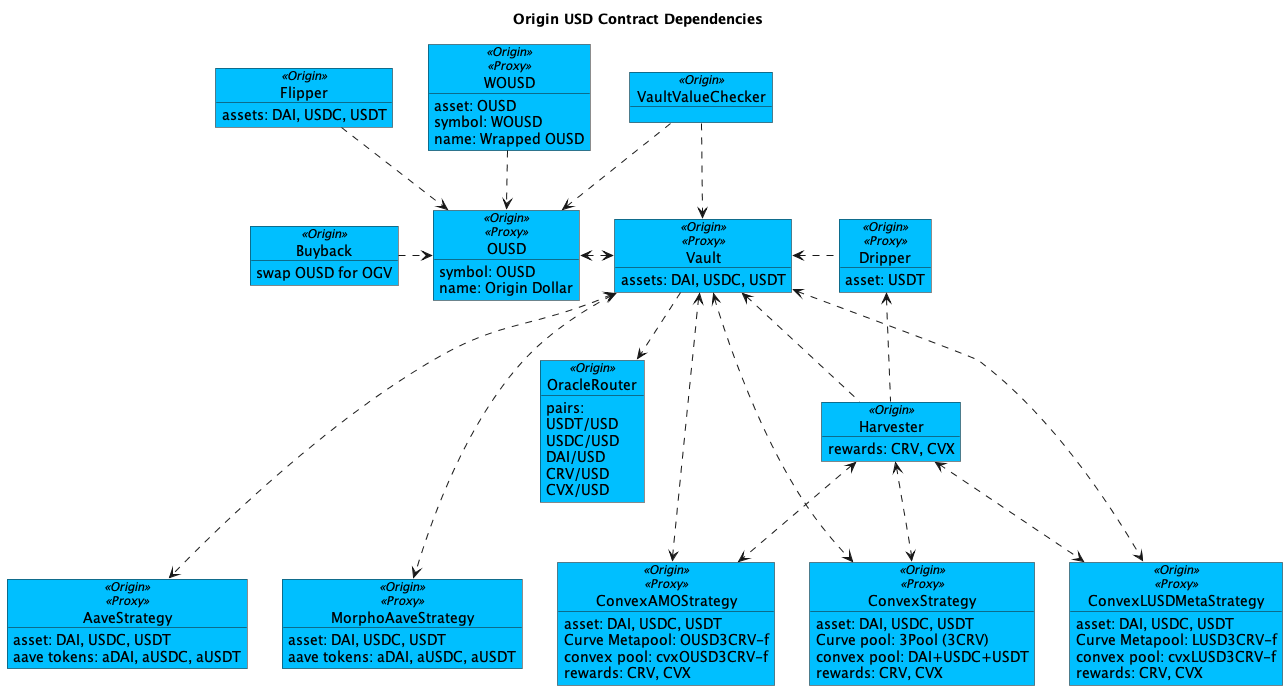 Origin USD Contract Dependencies
«Origin»
Flipper
assets: DAI, USDC, USDT
«Origin»
«Proxy»
WOUSD
asset: OUSD
symbol: WOUSD
name: Wrapped OUSD
«Origin»
VaultValueChecker
«Origin»
Buyback
swap OUSD for OGV
«Origin»
«Proxy»
OUSD
symbol: OUSD
name: Origin Dollar
«Origin»
«Proxy»
Vault
assets: DAI, USDC, USDT
«Origin»
«Proxy»
Dripper
asset: USDT
«Origin»
OracleRouter
pairs:
USDT/USD
USDC/USD
DAI/USD
CRV/USD
CVX/USD
«Origin»
Harvester
rewards: CRV, CVX
«Origin»
«Proxy»
AaveStrategy
asset: DAI, USDC, USDT
aave tokens: aDAI, aUSDC, aUSDT
«Origin»
«Proxy»
MorphoAaveStrategy
asset: DAI, USDC, USDT
aave tokens: aDAI, aUSDC, aUSDT
«Origin»
«Proxy»
ConvexAMOStrategy
asset: DAI, USDC, USDT
Curve Metapool: OUSD3CRV-f
convex pool: cvxOUSD3CRV-f
rewards: CRV, CVX
«Origin»
«Proxy»
ConvexStrategy
asset: DAI, USDC, USDT
Curve pool: 3Pool (3CRV)
convex pool: DAI+USDC+USDT
rewards: CRV, CVX
«Origin»
«Proxy»
ConvexLUSDMetaStrategy
asset: DAI, USDC, USDT
Curve Metapool: LUSD3CRV-f
convex pool: cvxLUSD3CRV-f
rewards: CRV, CVX